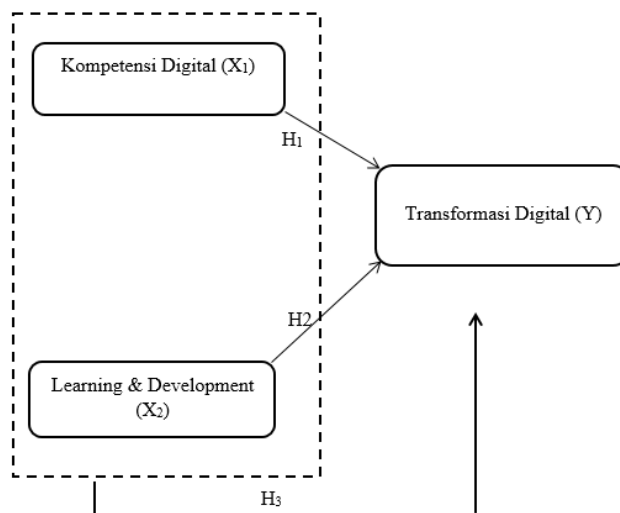 Kompetensi Digital (X₁)
H₁
Transformasi Digital (Y)
H2
Learning & Development
(X₂)
H₃